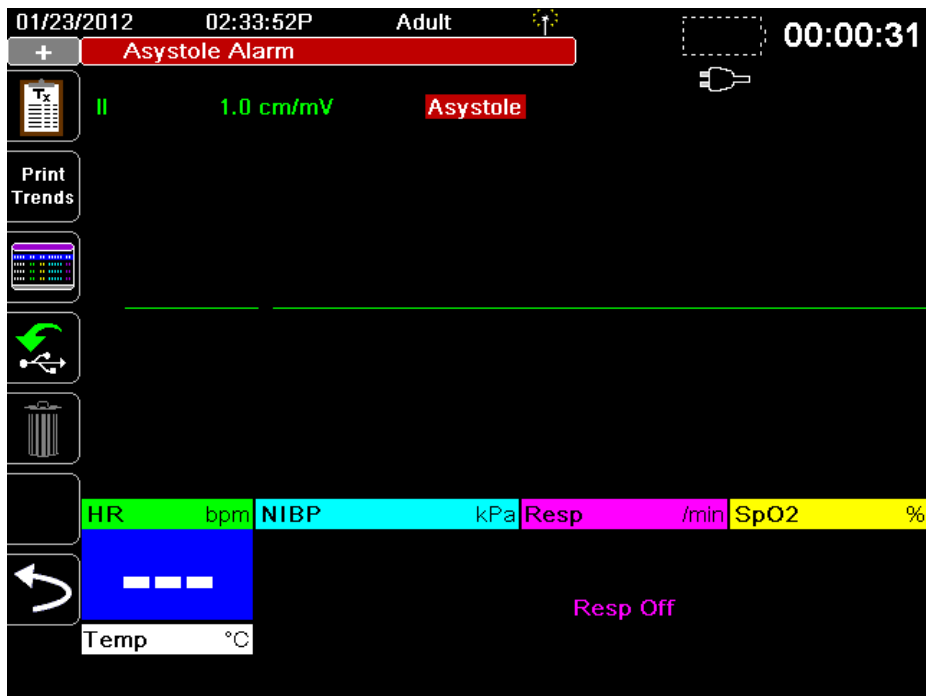 01/23/2012 02:33:52P Adult 00:00:31
+ Asystole Alarm
Tx
II 1.0 cm/mV Asystole
Print
Trends
HR bpm NIBP kPa Resp /min SpO2 %
---
Resp Off
Temp °C